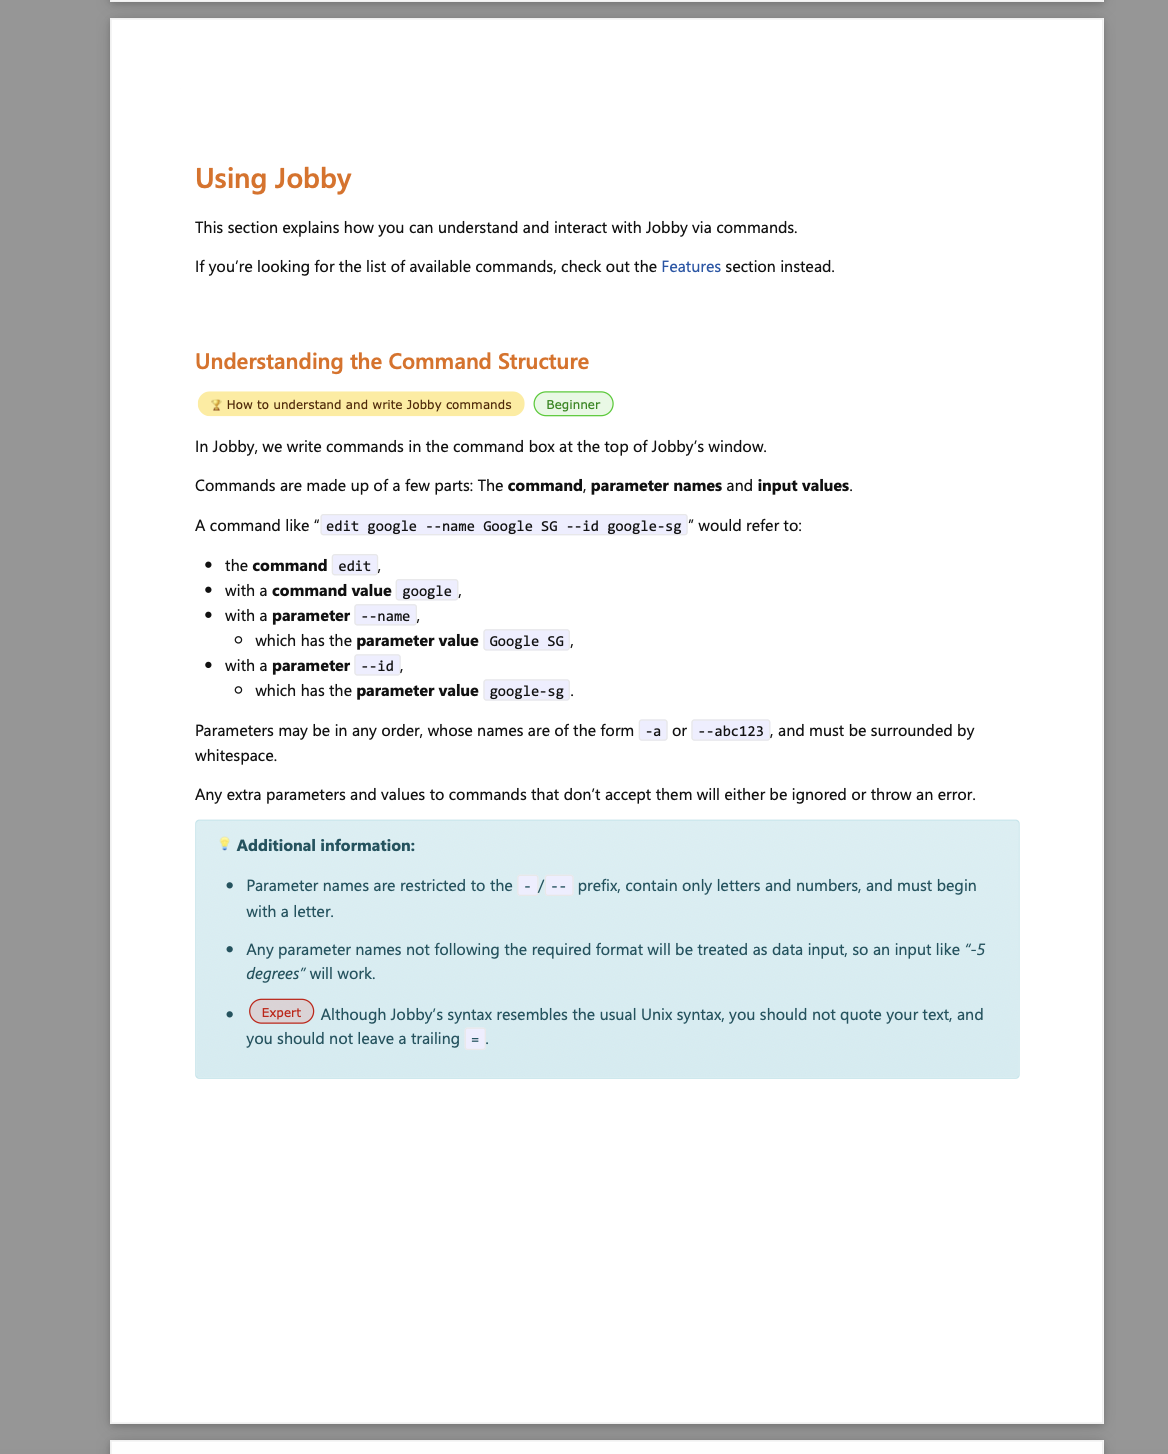 Using Jobby
This section explains how you can understand and interact with Jobby via commands.
If you’re looking for the list of available commands, check out the Features section instead.
Understanding the Command Structure
🏆 How to understand and write Jobby commands Beginner
In Jobby, we write commands in the command box at the top of Jobby’s window.
Commands are made up of a few parts: The command, parameter names and input values.
A command like “edit google --name Google SG --id google-sg” would refer to:
• the command edit,
• with a command value google,
• with a parameter --name,
◦ which has the parameter value Google SG,
• with a parameter --id,
◦ which has the parameter value google-sg.
Parameters may be in any order, whose names are of the form -a or --abc123, and must be surrounded by
whitespace.
Any extra parameters and values to commands that don’t accept them will either be ignored or throw an error.
💡 Additional information:
• Parameter names are restricted to the - / -- prefix, contain only letters and numbers, and must begin
with a letter.
• Any parameter names not following the required format will be treated as data input, so an input like “-5
degrees” will work.
• Expert Although Jobby’s syntax resembles the usual Unix syntax, you should not quote your text, and
you should not leave a trailing =.